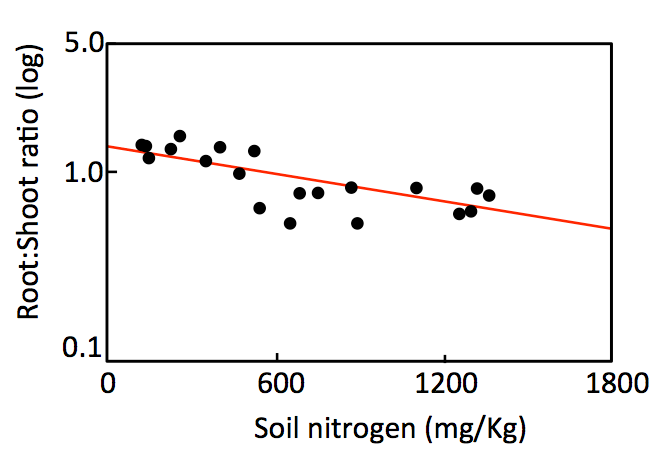 Root:Shoot ratio (log)
5.0
1.0
0.1
0 600 1200 1800
Soil nitrogen (mg/Kg)